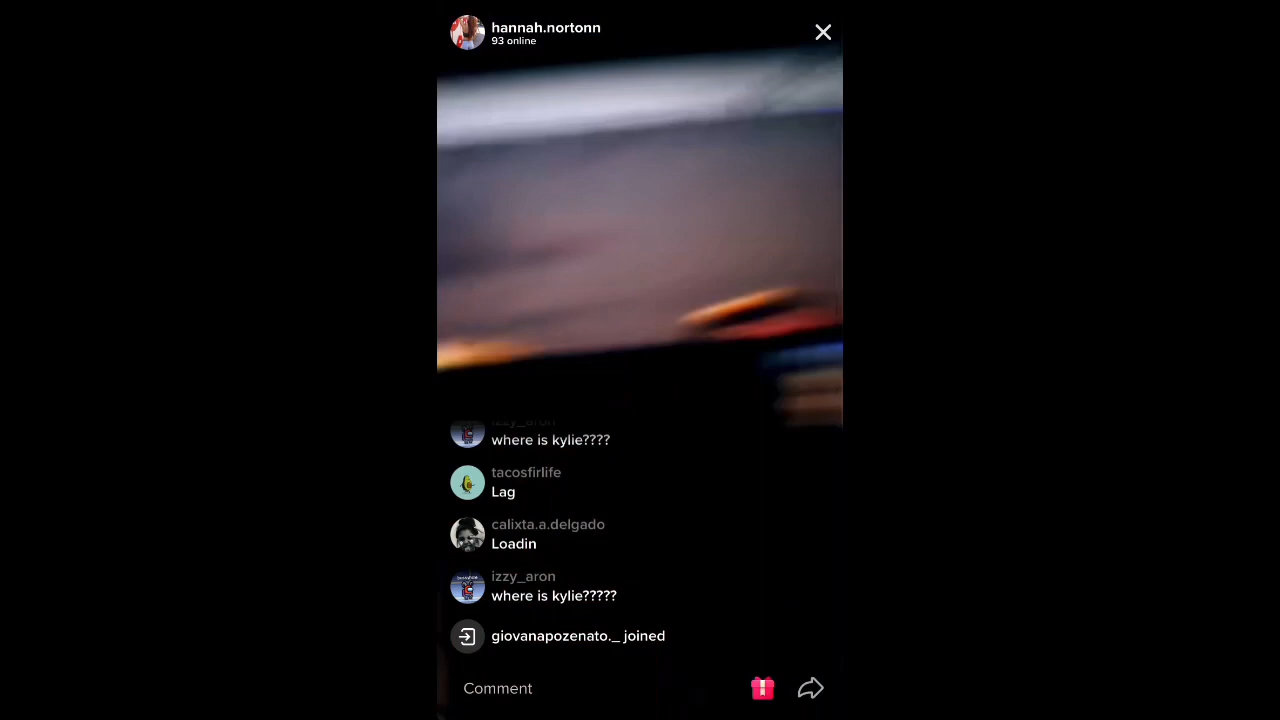 hannah.nortonn
93 online
izzy_aron
where is kylie????
tacosfirlife
Lag
calixta.a.delgado
Loadin
izzy_aron
where is kylie?????
giovanapozenato._ joined
Comment